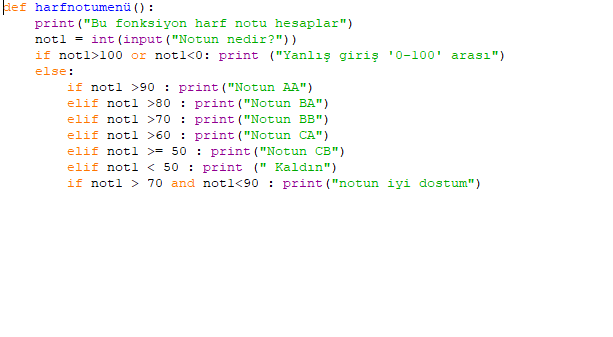 def harfnotumenü():
    print("Bu fonksiyon harf notu hesaplar")
    not1 = int(input("Notun nedir?"))
    if not1>100 or not1<0: print ("Yanlış giriş '0-100' arası")
    else:
        if not1 >90 : print("Notun AA")
        elif not1 >80 : print("Notun BA")
        elif not1 >70 : print("Notun BB")
        elif not1 >60 : print("Notun CA")
        elif not1 >= 50 : print("Notun CB")
        elif not1 < 50 : print (" Kaldın")
        if not1 > 70 and not1<90 : print("notun iyi dostum")